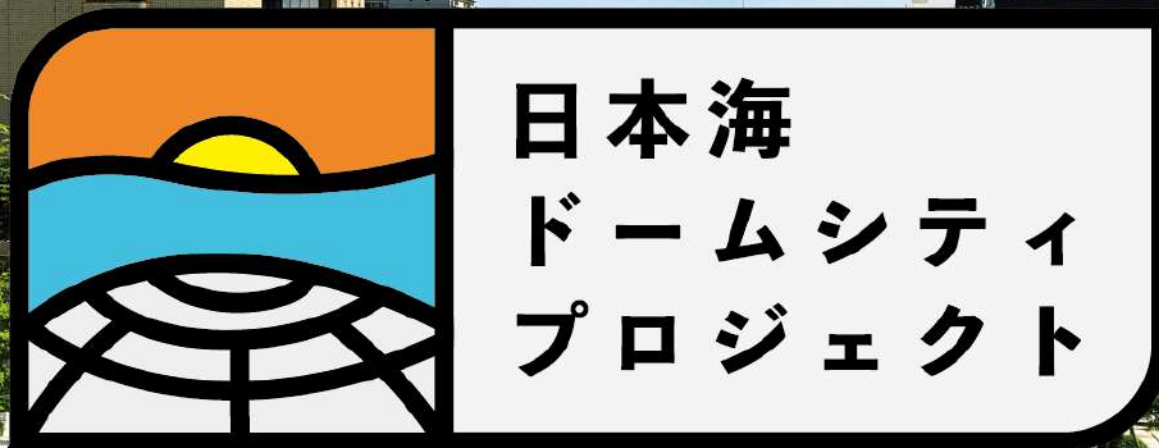 日本海
ドームシティ
プロジェクト